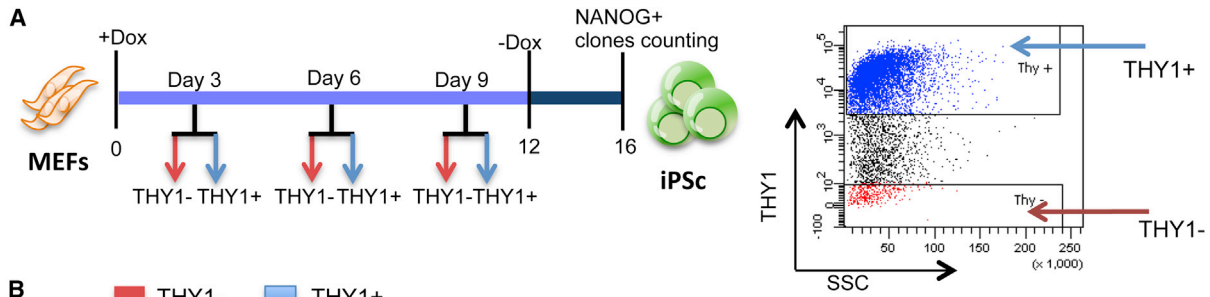 A
+Dox
-Dox
NANOG+
clones counting
Day 3
Day 6
Day 9
MEFs
0
12
16
THY1- THY1+
THY1-THY1+
THY1-THY1+
iPSc
THY1
10^5
10^4
10^3
10^2
0
-100
Thy +
Thy -
THY1+
THY1-
50 100 150 200 250
(x 1,000)
SSC
B
THY1+